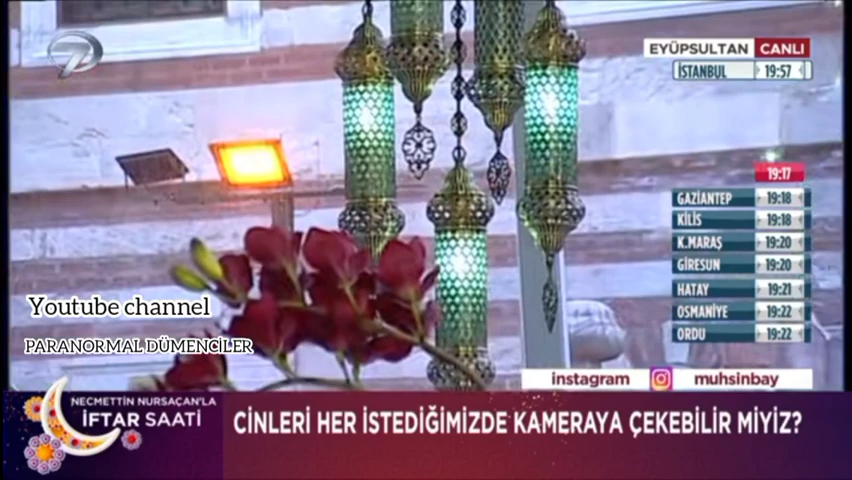 7
EYÜPSULTAN CANLI
İSTANBUL 19:57
19:17
GAZİANTEP 19:18
KİLİS 19:18
K.MARAŞ 19:20
GİRESUN 19:20
HATAY 19:21
OSMANİYE 19:22
ORDU 19:22
Youtube channel
PARANORMAL DÜMENCİLER
instagram muhsinbay
NECMETTİN NURSAÇAN'LA
İFTAR SAATİ
CİNLERİ HER İSTEDİĞİMİZDE KAMERAYA ÇEKEBİLİR MİYİZ?